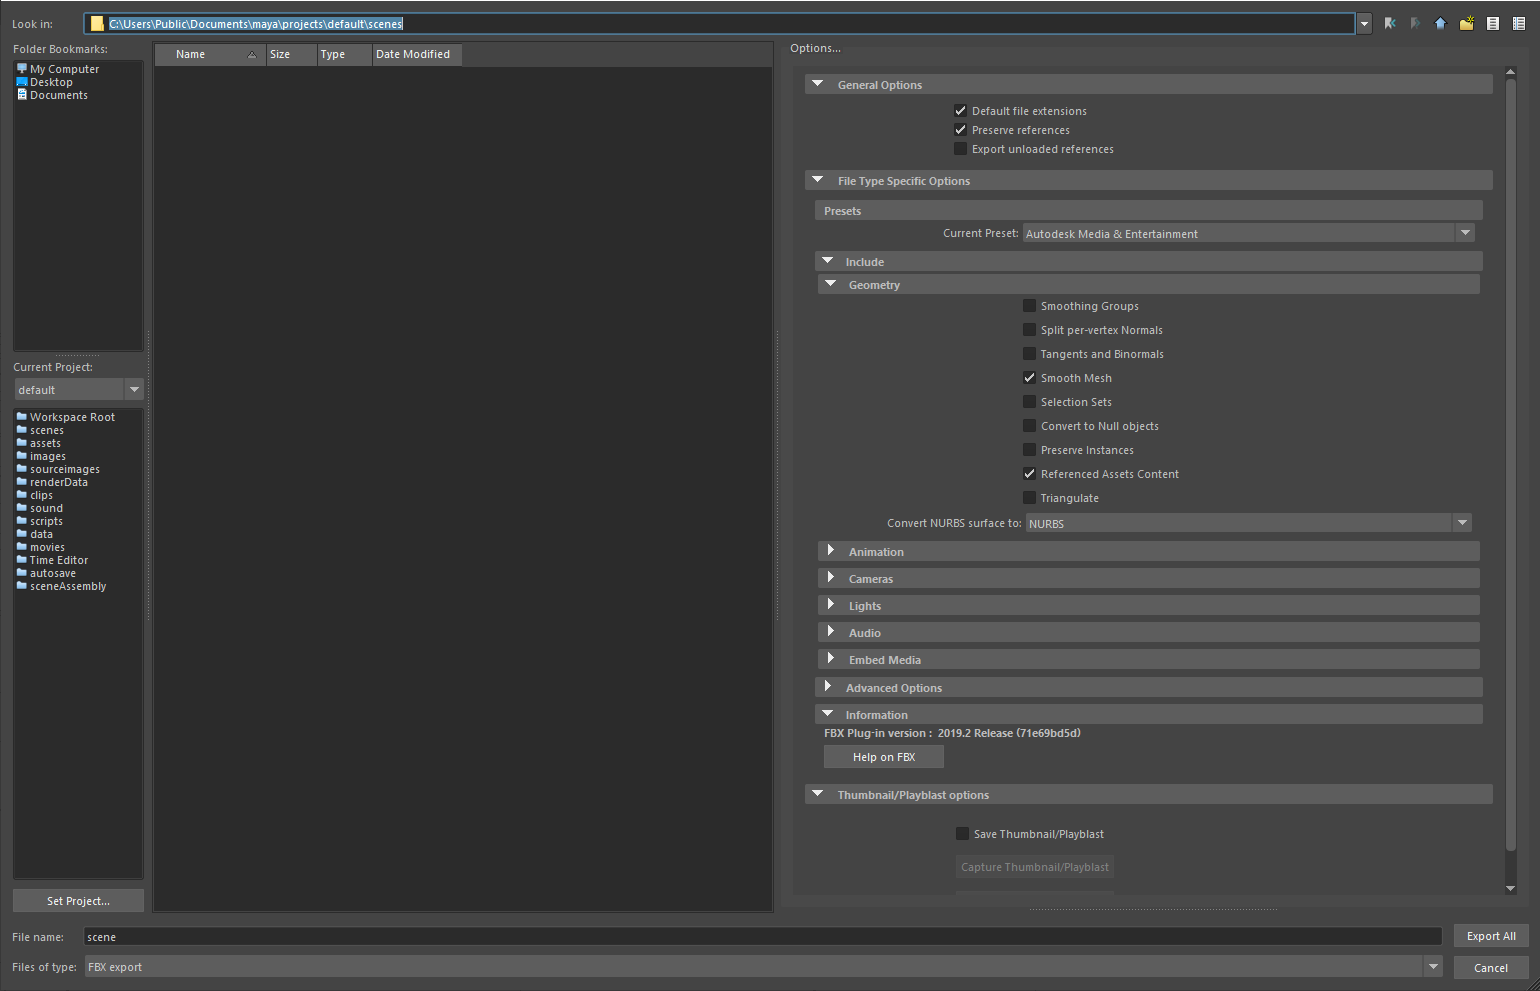 Look in:
C:\Users\Public\Documents\maya\projects\default\scenes
Folder Bookmarks:
My Computer
Desktop
Documents
Current Project:
default
Workspace Root
scenes
assets
images
sourceimages
renderData
clips
sound
scripts
data
movies
Time Editor
autosave
sceneAssembly
Set Project...
Name Size Type Date Modified
Options...
General Options
Default file extensions
Preserve references
Export unloaded references
File Type Specific Options
Presets
Current Preset: Autodesk Media & Entertainment
Include
Geometry
Smoothing Groups
Split per-vertex Normals
Tangents and Binormals
Smooth Mesh
Selection Sets
Convert to Null objects
Preserve Instances
Referenced Assets Content
Triangulate
Convert NURBS surface to: NURBS
Animation
Cameras
Lights
Audio
Embed Media
Advanced Options
Information
FBX Plug-in version : 2019.2 Release (71e69bd5d)
Help on FBX
Thumbnail/Playblast options
Save Thumbnail/Playblast
Capture Thumbnail/Playblast
File name: scene
Export All
Files of type: FBX export
Cancel